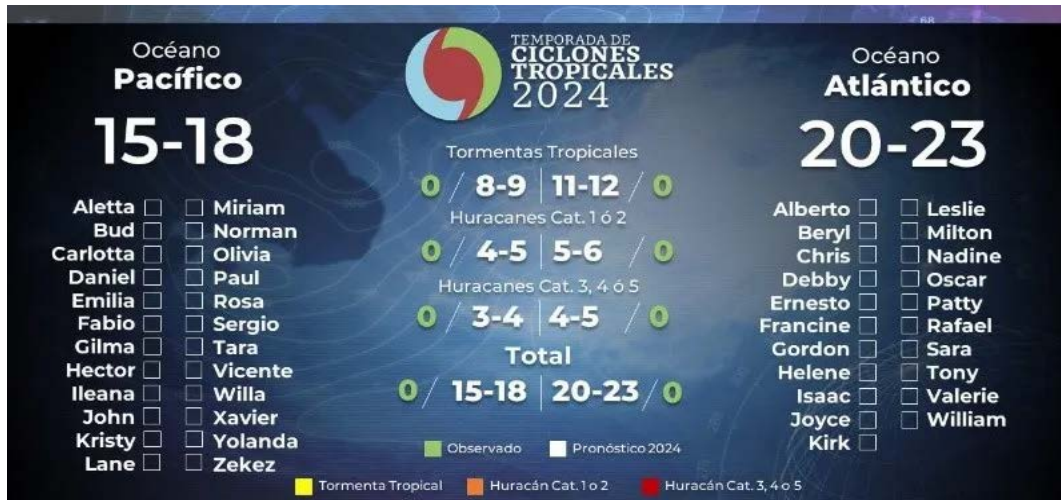 Océano
Pacífico
15-18
Aletta Miriam
Bud Norman
Carlotta Olivia
Daniel Paul
Emilia Rosa
Fabio Sergio
Gilma Tara
Hector Vicente
Ileana Willa
John Xavier
Kristy Yolanda
Lane Zekez
TEMPORADA DE
CICLONES
TROPICALES
2024
Tormentas Tropicales
0 / 8-9 | 11-12 / 0
Huracanes Cat. 1 ó 2
0 / 4-5 | 5-6 / 0
Huracanes Cat. 3, 4 ó 5
0 / 3-4 | 4-5 / 0
Total
0 / 15-18 | 20-23 / 0
Observado Pronóstico 2024
Océano
Atlántico
20-23
Alberto Leslie
Beryl Milton
Chris Nadine
Debby Oscar
Ernesto Patty
Francine Rafael
Gordon Sara
Helene Tony
Isaac Valerie
Joyce William
Kirk
Tormenta Tropical Huracán Cat. 1 o 2 Huracán Cat. 3, 4 o 5